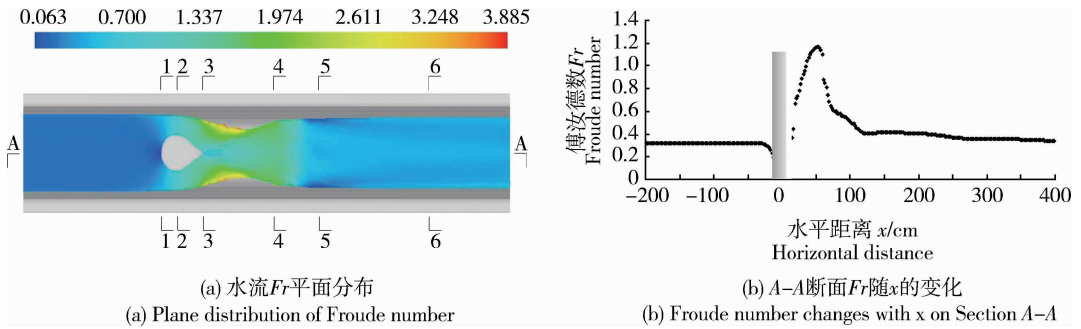 0.063 0.700 1.337 1.974 2.611 3.248 3.885
1 2 3 4 5 6
A A
1 2 3 4 5 6
(a) 水流Fr平面分布
(a) Plane distribution of Froude number
傅汝德数Fr
Froude number
1.4
1.2
1.0
0.8
0.6
0.4
0.2
0
-200 -100 0 100 200 300 400
水平距离 x/cm
Horizontal distance
(b) A-A断面Fr随x的变化
(b) Froude number changes with x on Section A-A